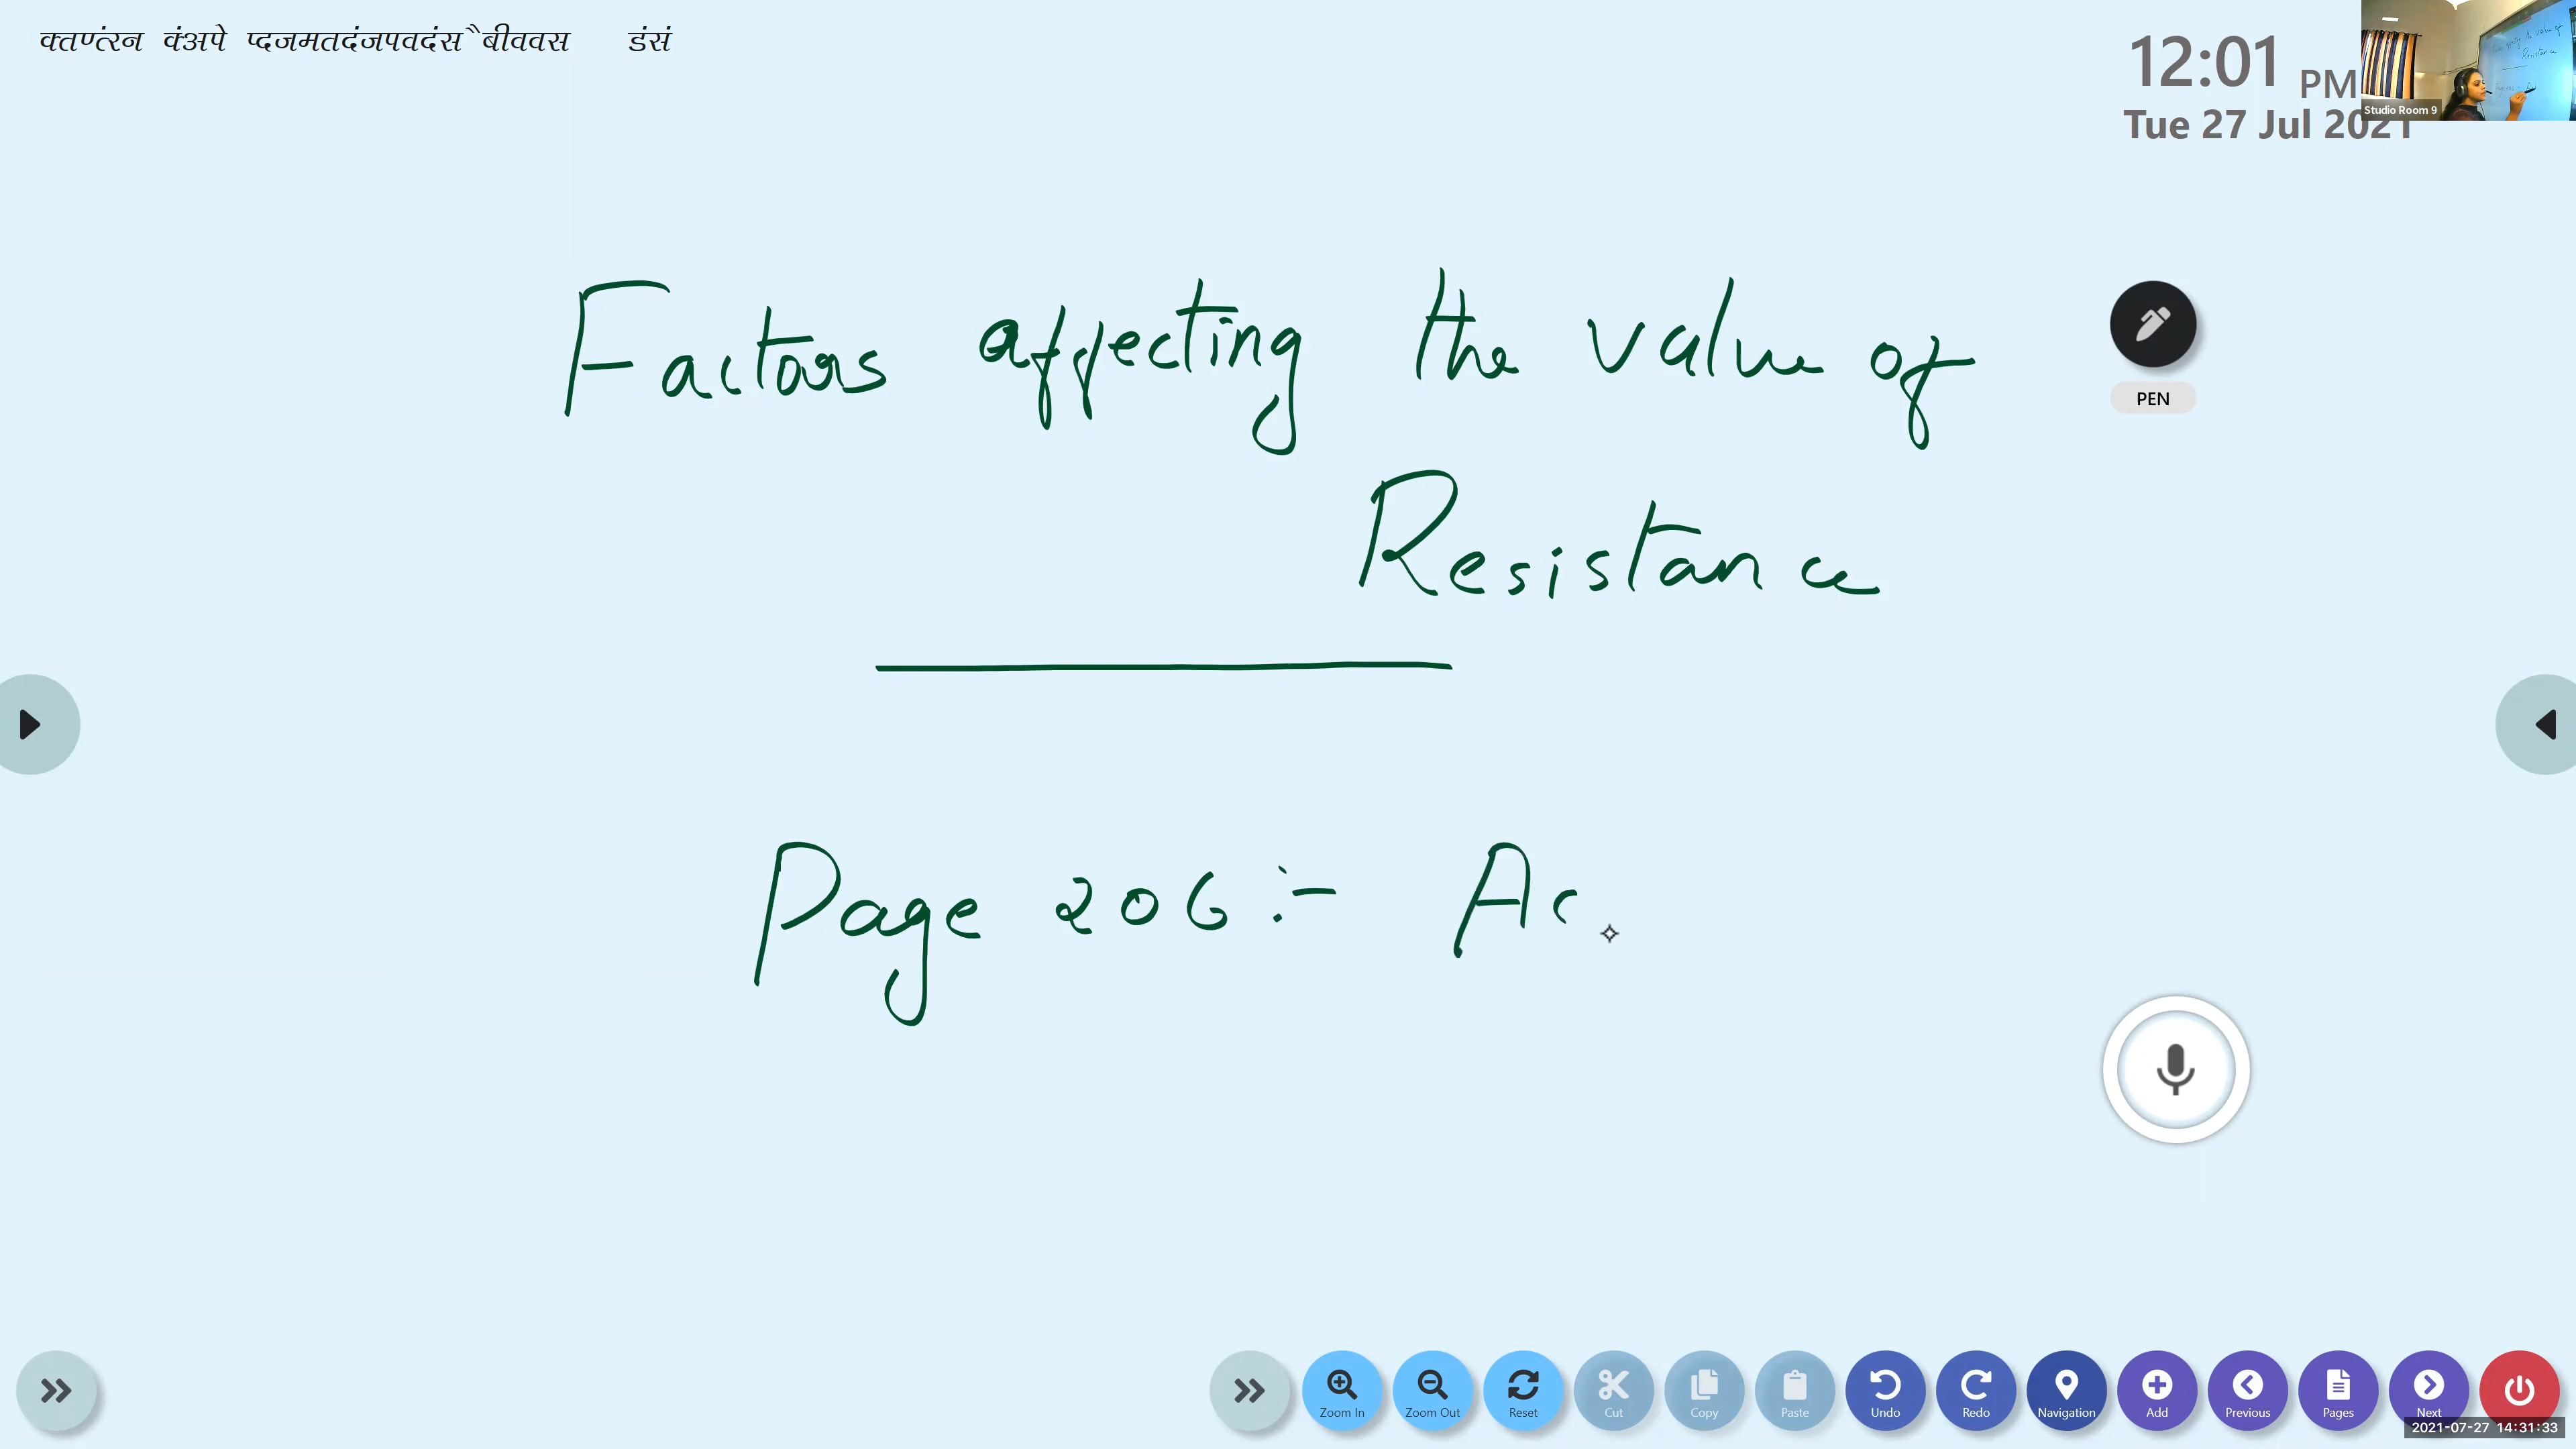 क्तण्तंरन क्ंअपे प्दजमतदंजपवदंस ैबीववस डंसं
12:01 PM
Tue 27 Jul 2021
Studio Room 9
Factors affecting the value of
Resistance
PEN
Page 206 :- Ac
Zoom In
Zoom Out
Reset
Cut
Copy
Paste
Undo
Redo
Navigation
Add
Previous
Pages
Next
2021-07-27 14:31:33